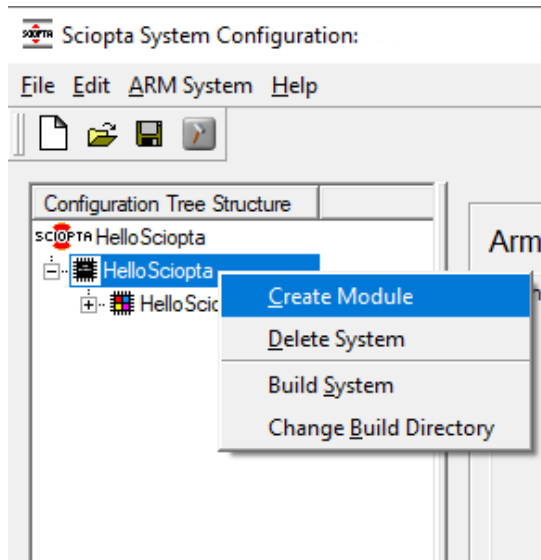 Sciopta System Configuration:
File Edit ARM System Help
Configuration Tree Structure
SCIOPTA HelloSciopta
HelloSciopta
HelloScio
Arm
Create Module
Delete System
Build System
Change Build Directory